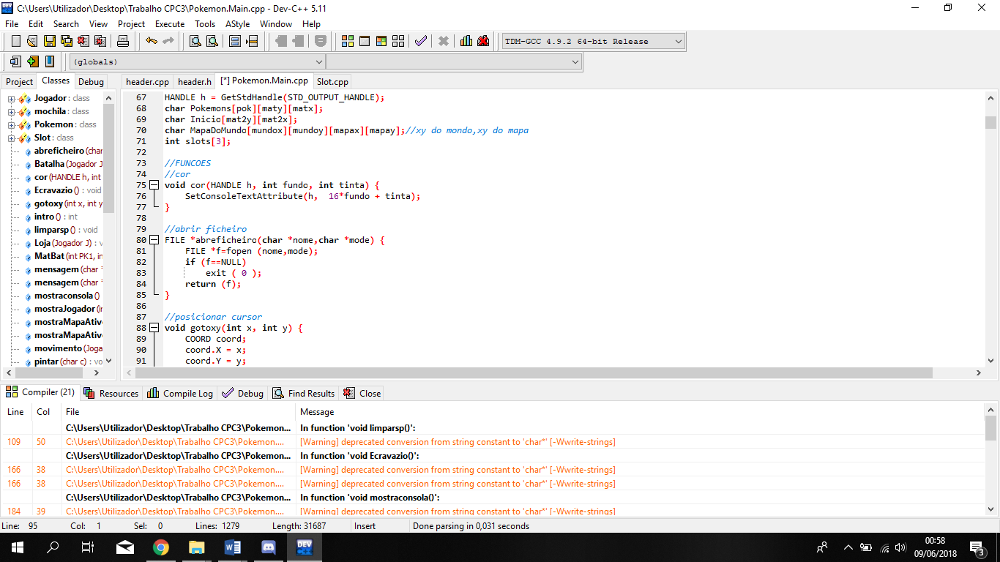 C:\Users\Utilizador\Desktop\Trabalho CPC3\Pokemon.Main.cpp - Dev-C++ 5.11
File Edit Search View Project Execute Tools AStyle Window Help
TDM-GCC 4.9.2 64-bit Release
(globals)
Project Classes Debug
header.cpp header.h [*] Pokemon.Main.cpp Slot.cpp
Jogador : class
mochila : class
Pokemon : class
Slot : class
abreficheiro (char
Batalha (Jogador J
cor (HANDLE h, int
Ecravazio () : void
gotoxy (int x, int y
intro () : int
limparsp () : void
Loja (Jogador J) : v
MatBat (int PK1, in
mensagem (char *
mensagem (char *
mostraconsola ()
mostraJogador (in
mostraMapaAtiv
mostraMapaAtiv
movimento (Joga
pintar (char c) : vo
67 HANDLE h = GetStdHandle(STD_OUTPUT_HANDLE);
68 char Pokemons[pok][maty][matx];
69 char Inicio[mat2y][mat2x];
70 char MapaDoMundo[mundox][mundoy][mapax][mapay];//xy do mondo,xy do mapa
71 int slots[3];
72
73 //FUNCOES
74 //cor
75 void cor(HANDLE h, int fundo, int tinta) {
76 SetConsoleTextAttribute(h, 16*fundo + tinta);
77 }
78
79 //abrir ficheiro
80 FILE *abreficheiro(char *nome,char *mode) {
81 FILE *f=fopen (nome,mode);
82 if (f==NULL)
83 exit ( 0 );
84 return (f);
85 }
86
87 //posicionar cursor
88 void gotoxy(int x, int y) {
89 COORD coord;
90 coord.X = x;
91 coord.Y = y;
Compiler (21) Resources Compile Log Debug Find Results Close
Line Col File Message
C:\Users\Utilizador\Desktop\Trabalho CPC3\Pokemon... In function 'void limparsp()':
109 50 C:\Users\Utilizador\Desktop\Trabalho CPC3\Pokemon.... [Warning] deprecated conversion from string constant to 'char*' [-Wwrite-strings]
C:\Users\Utilizador\Desktop\Trabalho CPC3\Pokemon... In function 'void Ecravazio()':
166 38 C:\Users\Utilizador\Desktop\Trabalho CPC3\Pokemon.... [Warning] deprecated conversion from string constant to 'char*' [-Wwrite-strings]
166 38 C:\Users\Utilizador\Desktop\Trabalho CPC3\Pokemon.... [Warning] deprecated conversion from string constant to 'char*' [-Wwrite-strings]
C:\Users\Utilizador\Desktop\Trabalho CPC3\Pokemon... In function 'void mostraconsola()':
184 39 C:\Users\Utilizador\Desktop\Trabalho CPC3\Pokemon.... [Warning] deprecated conversion from string constant to 'char*' [-Wwrite-strings]
Line: 95 Col: 1 Sel: 0 Lines: 1279 Length: 31687 Insert Done parsing in 0,031 seconds
DEV
00:58
09/06/2018
3